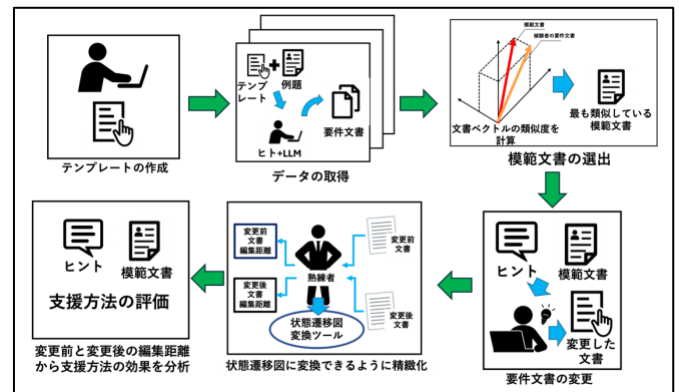 テンプレートの作成
テンプ
レート
例題
ヒト+LLM
要件文書
データの取得
模範文書
被験者の要件文書
文書ベクトルの類似度を
計算
最も類似している
模範文書
模範文書の選出
ヒント
模範文書
変更した
文書
要件文書の変更
変更前
文書
編集距離
変更後
文書
編集距離
熟練者
変更前
文書
変更後
文書
状態遷移図
変換ツール
状態遷移図に変換できるように精緻化
ヒント
模範文書
支援方法の評価
変更前と変更後の編集距離
から支援方法の効果を分析